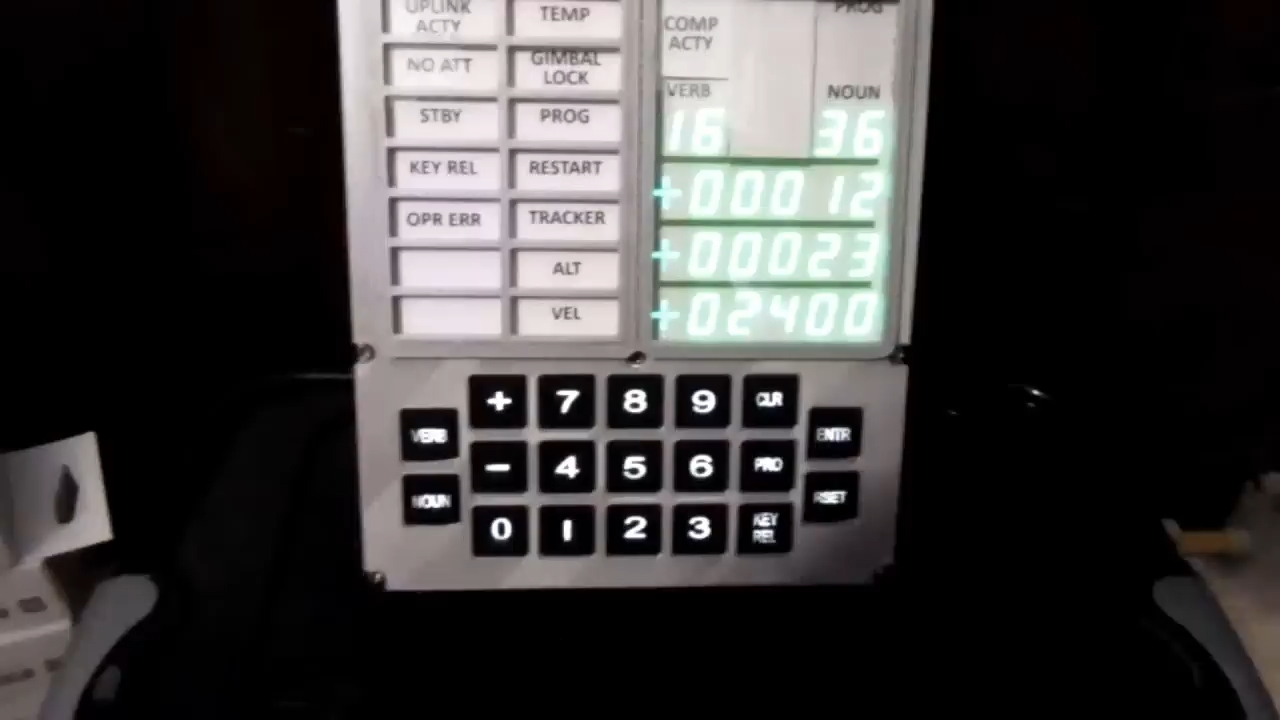 UPLINK
ACTY
TEMP
NO ATT
GIMBAL
LOCK
STBY
PROG
KEY REL
RESTART
OPR ERR
TRACKER
ALT
VEL
COMP
ACTY
PROG
VERB
NOUN
16
36
+00012
+00023
+02400
+ 7 8 9 CLR
VERB
ENTR
- 4 5 6 PRO
NOUN
RSET
0 1 2 3 KEY
REL